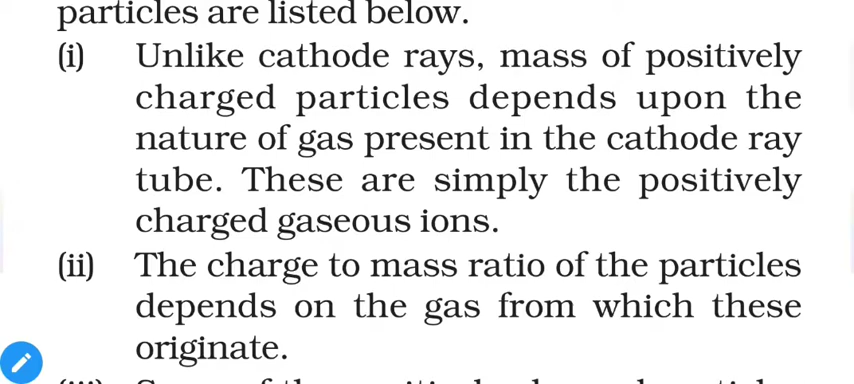 particles are listed below.
(i) Unlike cathode rays, mass of positively
charged particles depends upon the
nature of gas present in the cathode ray
tube. These are simply the positively
charged gaseous ions.
(ii) The charge to mass ratio of the particles
depends on the gas from which these
originate.